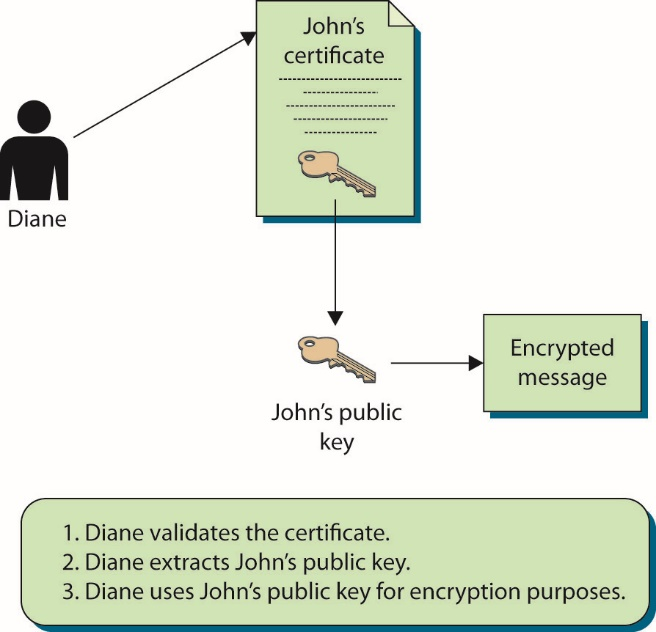 John's
certificate
Diane
Encrypted
message
John's public
key
1. Diane validates the certificate.
2. Diane extracts John's public key.
3. Diane uses John's public key for encryption purposes.